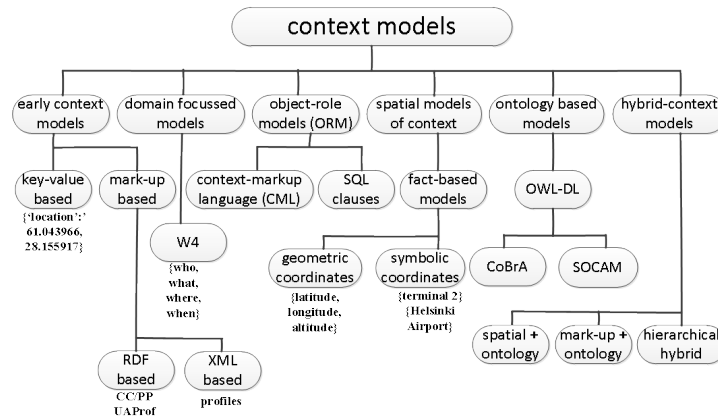 context models
early context
models
domain focussed
models
object-role
models (ORM)
spatial models
of context
ontology based
models
hybrid-context
models
key-value
based
{‘location’:’
61.043966,
28.155917}
mark-up
based
context-markup
language (CML)
SQL
clauses
fact-based
models
OWL-DL
W4
{who,
what,
where,
when}
geometric
coordinates
{latitude,
longitude,
altitude}
symbolic
coordinates
{terminal 2}
{Helsinki
Airport}
CoBrA
SOCAM
spatial +
ontology
mark-up +
ontology
hierarchical
hybrid
RDF
based
CC/PP
UAProf
XML
based
profiles